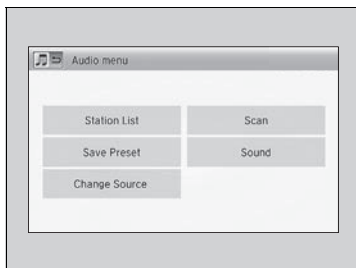 Audio menu
Station List
Scan
Save Preset
Sound
Change Source